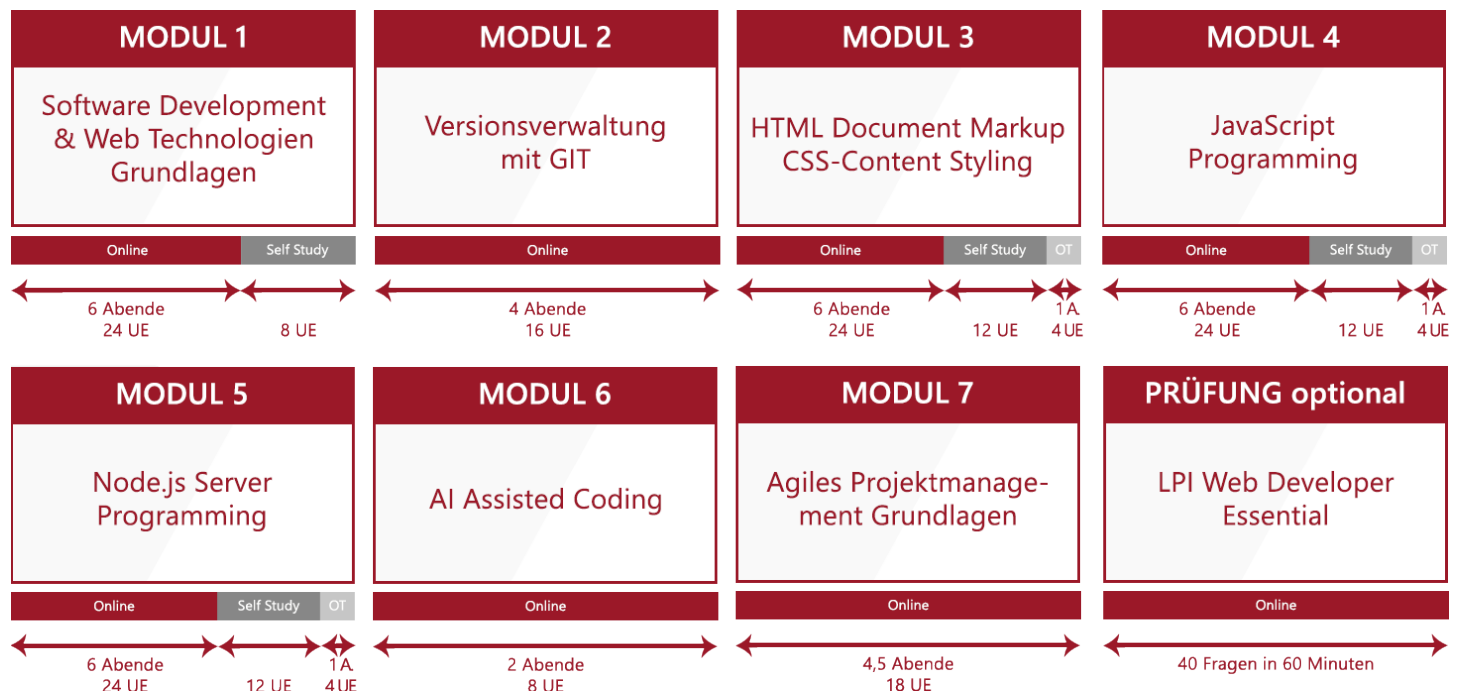 MODUL 1
MODUL 2
MODUL 3
MODUL 4
Software Development
& Web Technologien
Grundlagen
Versionsverwaltung
mit GIT
HTML Document Markup
CSS-Content Styling
JavaScript
Programming
Online
Self Study
Online
Online
Self Study
OT
Online
Self Study
OT
6 Abende
24 UE
8 UE
4 Abende
16 UE
6 Abende
24 UE
12 UE
1 A.
4 UE
6 Abende
24 UE
12 UE
1 A.
4 UE
MODUL 5
MODUL 6
MODUL 7
PRÜFUNG optional
Node.js Server
Programming
AI Assisted Coding
Agiles Projektmanage-
ment Grundlagen
LPI Web Developer
Essential
Online
Self Study
OT
Online
Online
Online
6 Abende
24 UE
12 UE
1 A.
4 UE
2 Abende
8 UE
4,5 Abende
18 UE
40 Fragen in 60 Minuten